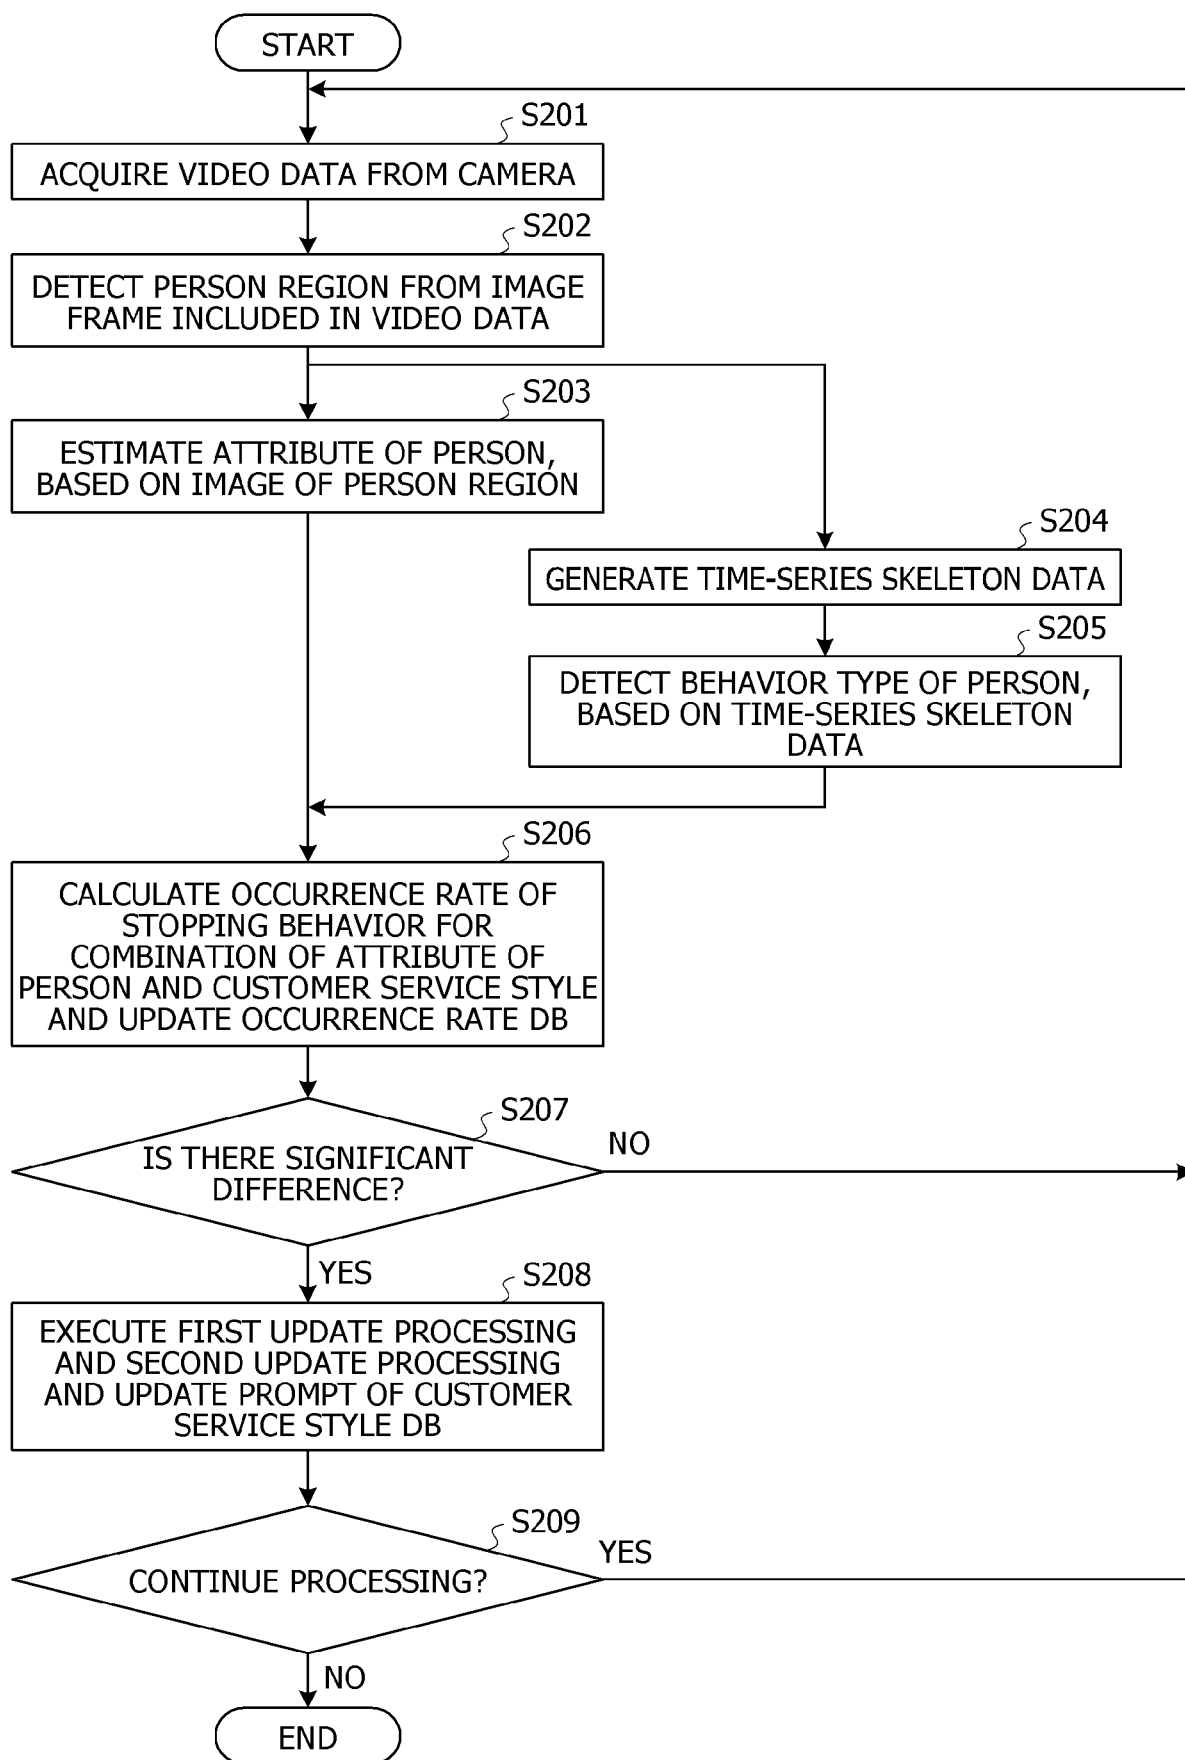 START
S201
ACQUIRE VIDEO DATA FROM CAMERA
S202
DETECT PERSON REGION FROM IMAGE
FRAME INCLUDED IN VIDEO DATA
S203
ESTIMATE ATTRIBUTE OF PERSON,
BASED ON IMAGE OF PERSON REGION
S204
GENERATE TIME-SERIES SKELETON DATA
S205
DETECT BEHAVIOR TYPE OF PERSON,
BASED ON TIME-SERIES SKELETON
DATA
S206
CALCULATE OCCURRENCE RATE OF
STOPPING BEHAVIOR FOR
COMBINATION OF ATTRIBUTE OF
PERSON AND CUSTOMER SERVICE STYLE
AND UPDATE OCCURRENCE RATE DB
S207
IS THERE SIGNIFICANT
DIFFERENCE?
NO
YES
S208
EXECUTE FIRST UPDATE PROCESSING
AND SECOND UPDATE PROCESSING
AND UPDATE PROMPT OF CUSTOMER
SERVICE STYLE DB
S209
CONTINUE PROCESSING?
YES
NO
END